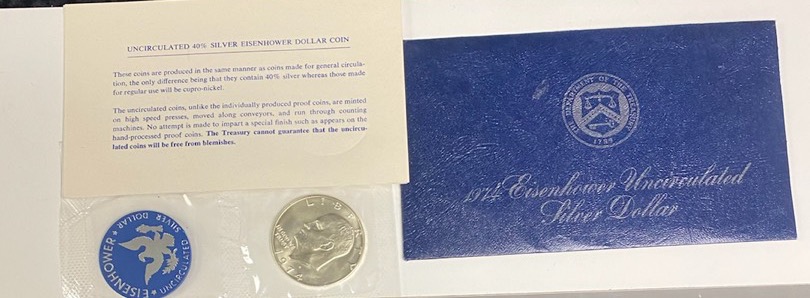 UNCIRCULATED 40% SILVER EISENHOWER DOLLAR COIN
These coins are produced in the same manner as coins made for general circula-
tion, the only difference being that they contain 40% silver whereas those made
for regular use will be cupro-nickel.
The uncirculated coins, unlike the individually produced proof coins, are minted
on high speed presses, moved along conveyors, and run through counting
machines. No attempt is made to impart a special finish such as appears on the
hand-processed proof coins. The Treasury cannot guarantee that the uncircu-
lated coins will be free from blemishes.
THE DEPARTMENT OF THE TREASURY
1789
1974 Eisenhower Uncirculated
Silver Dollar
EISENHOWER
UNCIRCULATED SILVER DOLLAR
LIBERTY